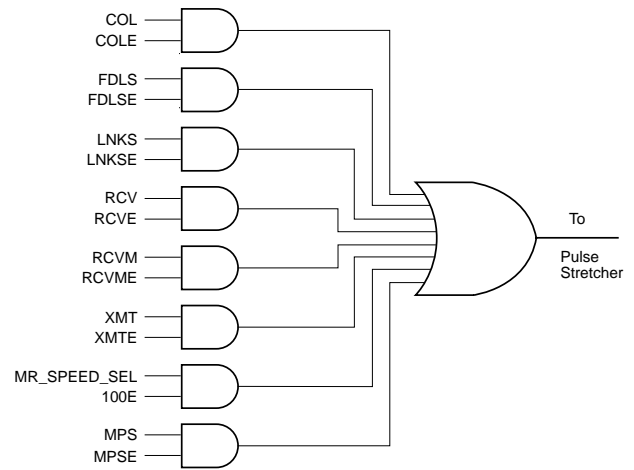 COL
COLE
FDLS
FDLSE
LNKS
LNKSE
RCV
RCVE
RCVM
RCVME
XMT
XMTE
MR_SPEED_SEL
100E
MPS
MPSE
To
Pulse
Stretcher